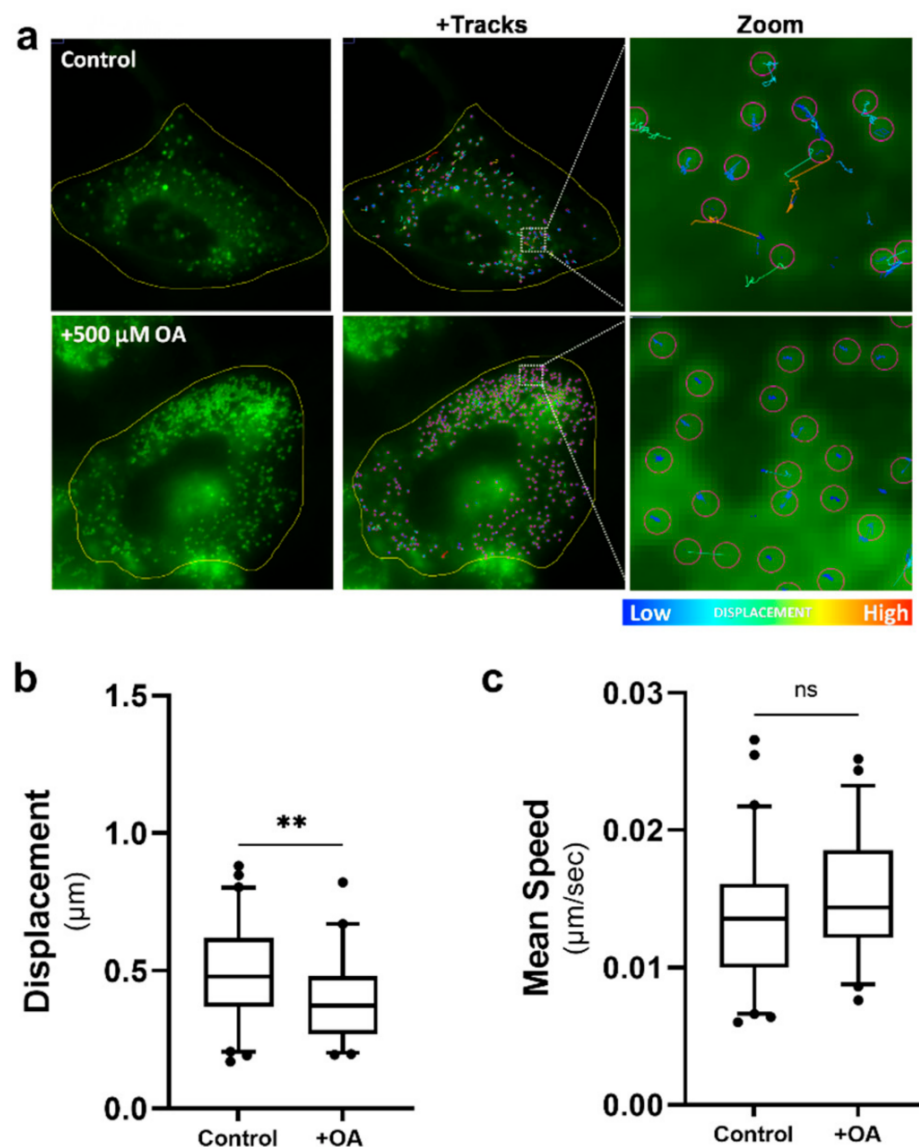 a
+Tracks
Zoom
Control
+500 µM OA
Low
DISPLACEMENT
High
b
Displacement
(µm)
1.5
1.0
0.5
0.0
**
Control
+OA
c
Mean Speed
(µm/sec)
0.03
0.02
0.01
0.00
ns
Control
+OA